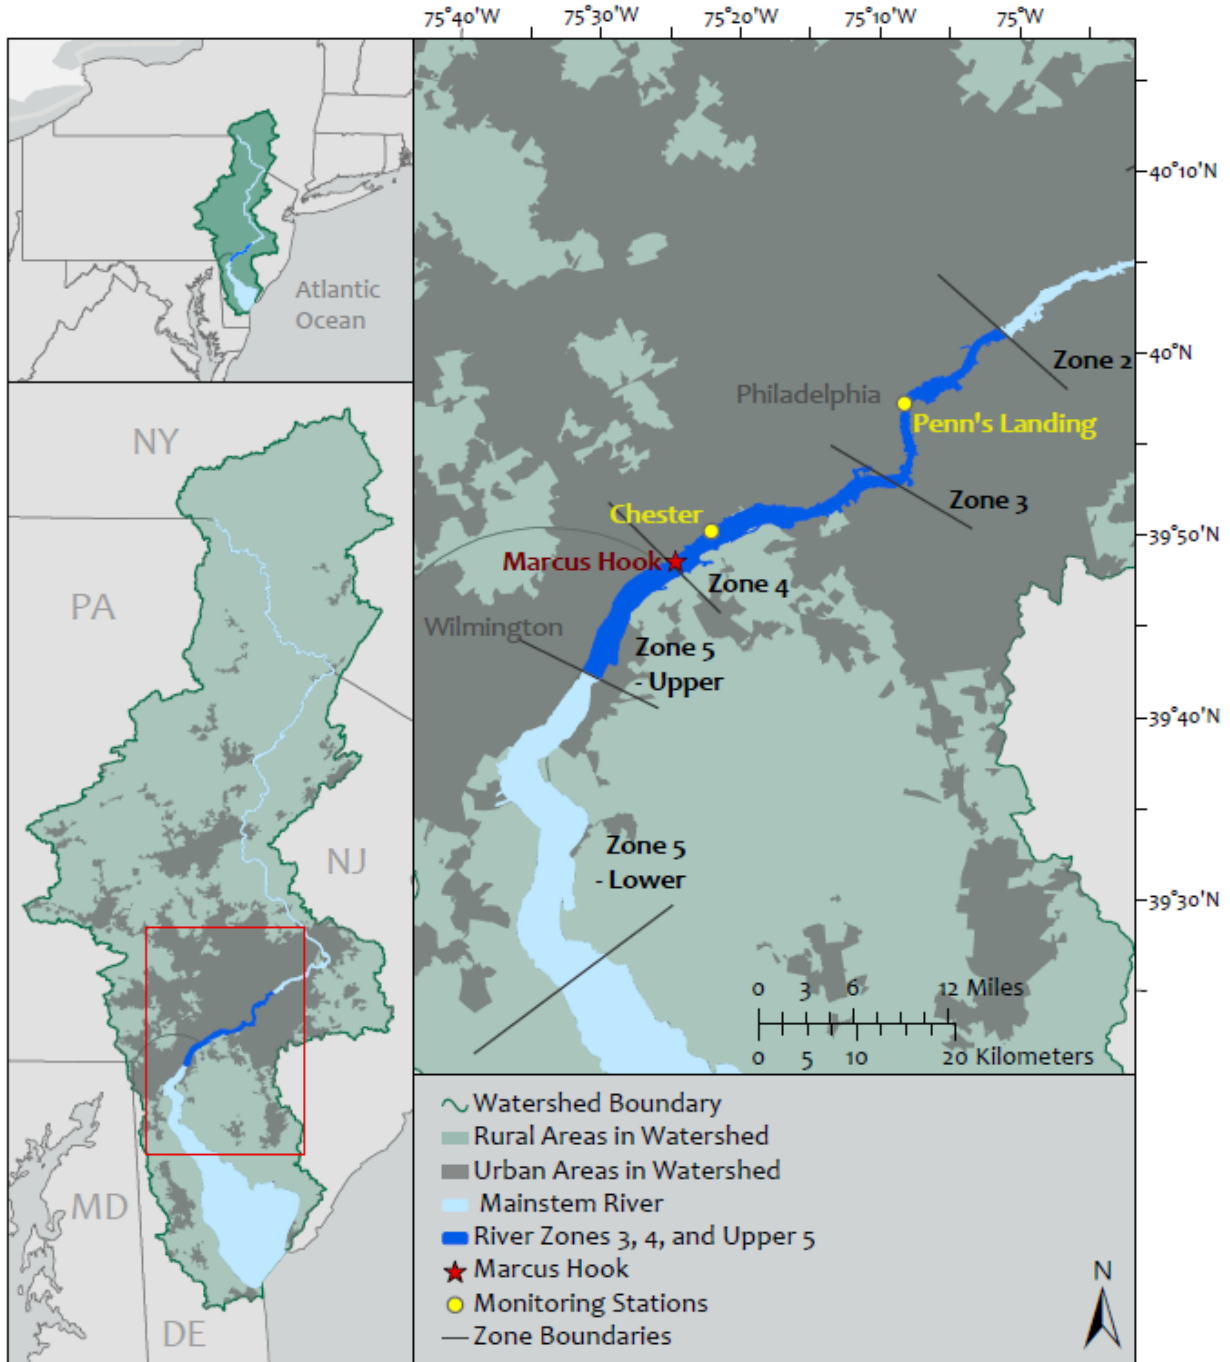 75°40'W
75°30'W
75°20'W
75°10'W
75°W
Atlantic
Ocean
NY
PA
NJ
MD
DE
40°10'N
40°N
39°50'N
39°40'N
39°30'N
Zone 2
Philadelphia
Penn's Landing
Zone 3
Chester
Marcus Hook
Zone 4
Wilmington
Zone 5
- Upper
Zone 5
- Lower
0 3 6 12 Miles
0 5 10 20 Kilometers
Watershed Boundary
Rural Areas in Watershed
Urban Areas in Watershed
Mainstem River
River Zones 3, 4, and Upper 5
Marcus Hook
Monitoring Stations
Zone Boundaries
N